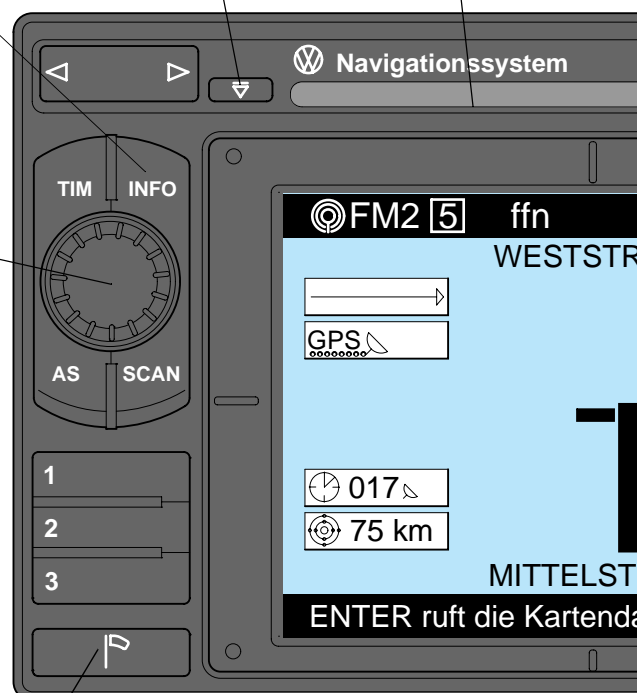 Navigationssystem
TIM INFO
AS SCAN
1
2
3
FM2 5 ffn
WESTSTR
GPS
017
75 km
MITTELST
ENTER ruft die Kartenda